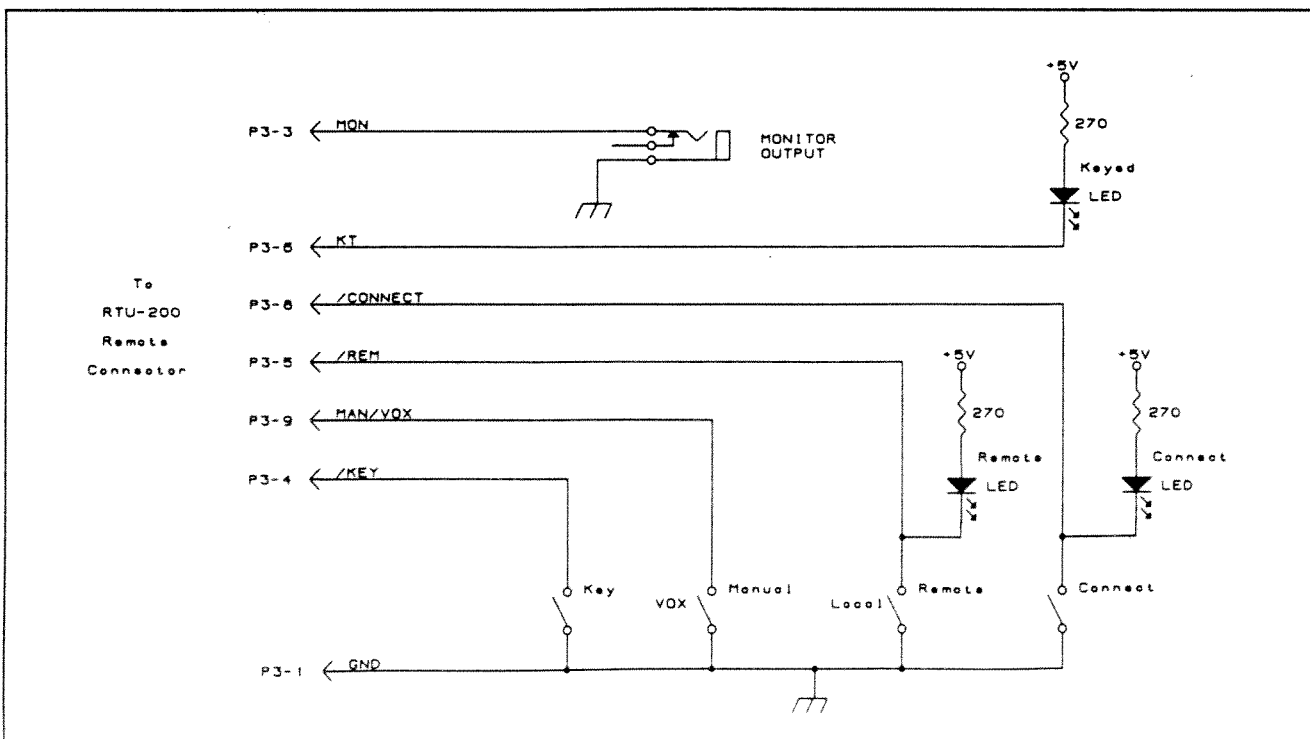 +5V
270
Keyed
LED
P3-3
MON
MONITOR
OUTPUT
P3-6
KT
To
RTU-200
Remote
Connector
P3-8
/CONNECT
P3-5
/REM
P3-9
MAN/VOX
P3-4
/KEY
+5V
270
Remote
LED
+5V
270
Connect
LED
Key
VOX
Manual
Local
Remote
Connect
P3-1
GND